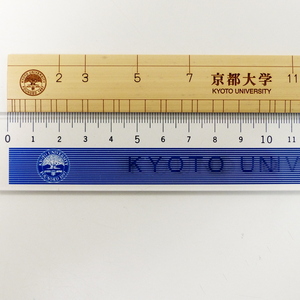 2 3 5 7 京都大学 11
KYOTO UNIVERSITY
0 1 2 3 4 5 6 7 8 9 10 11
KYOTO UNIV